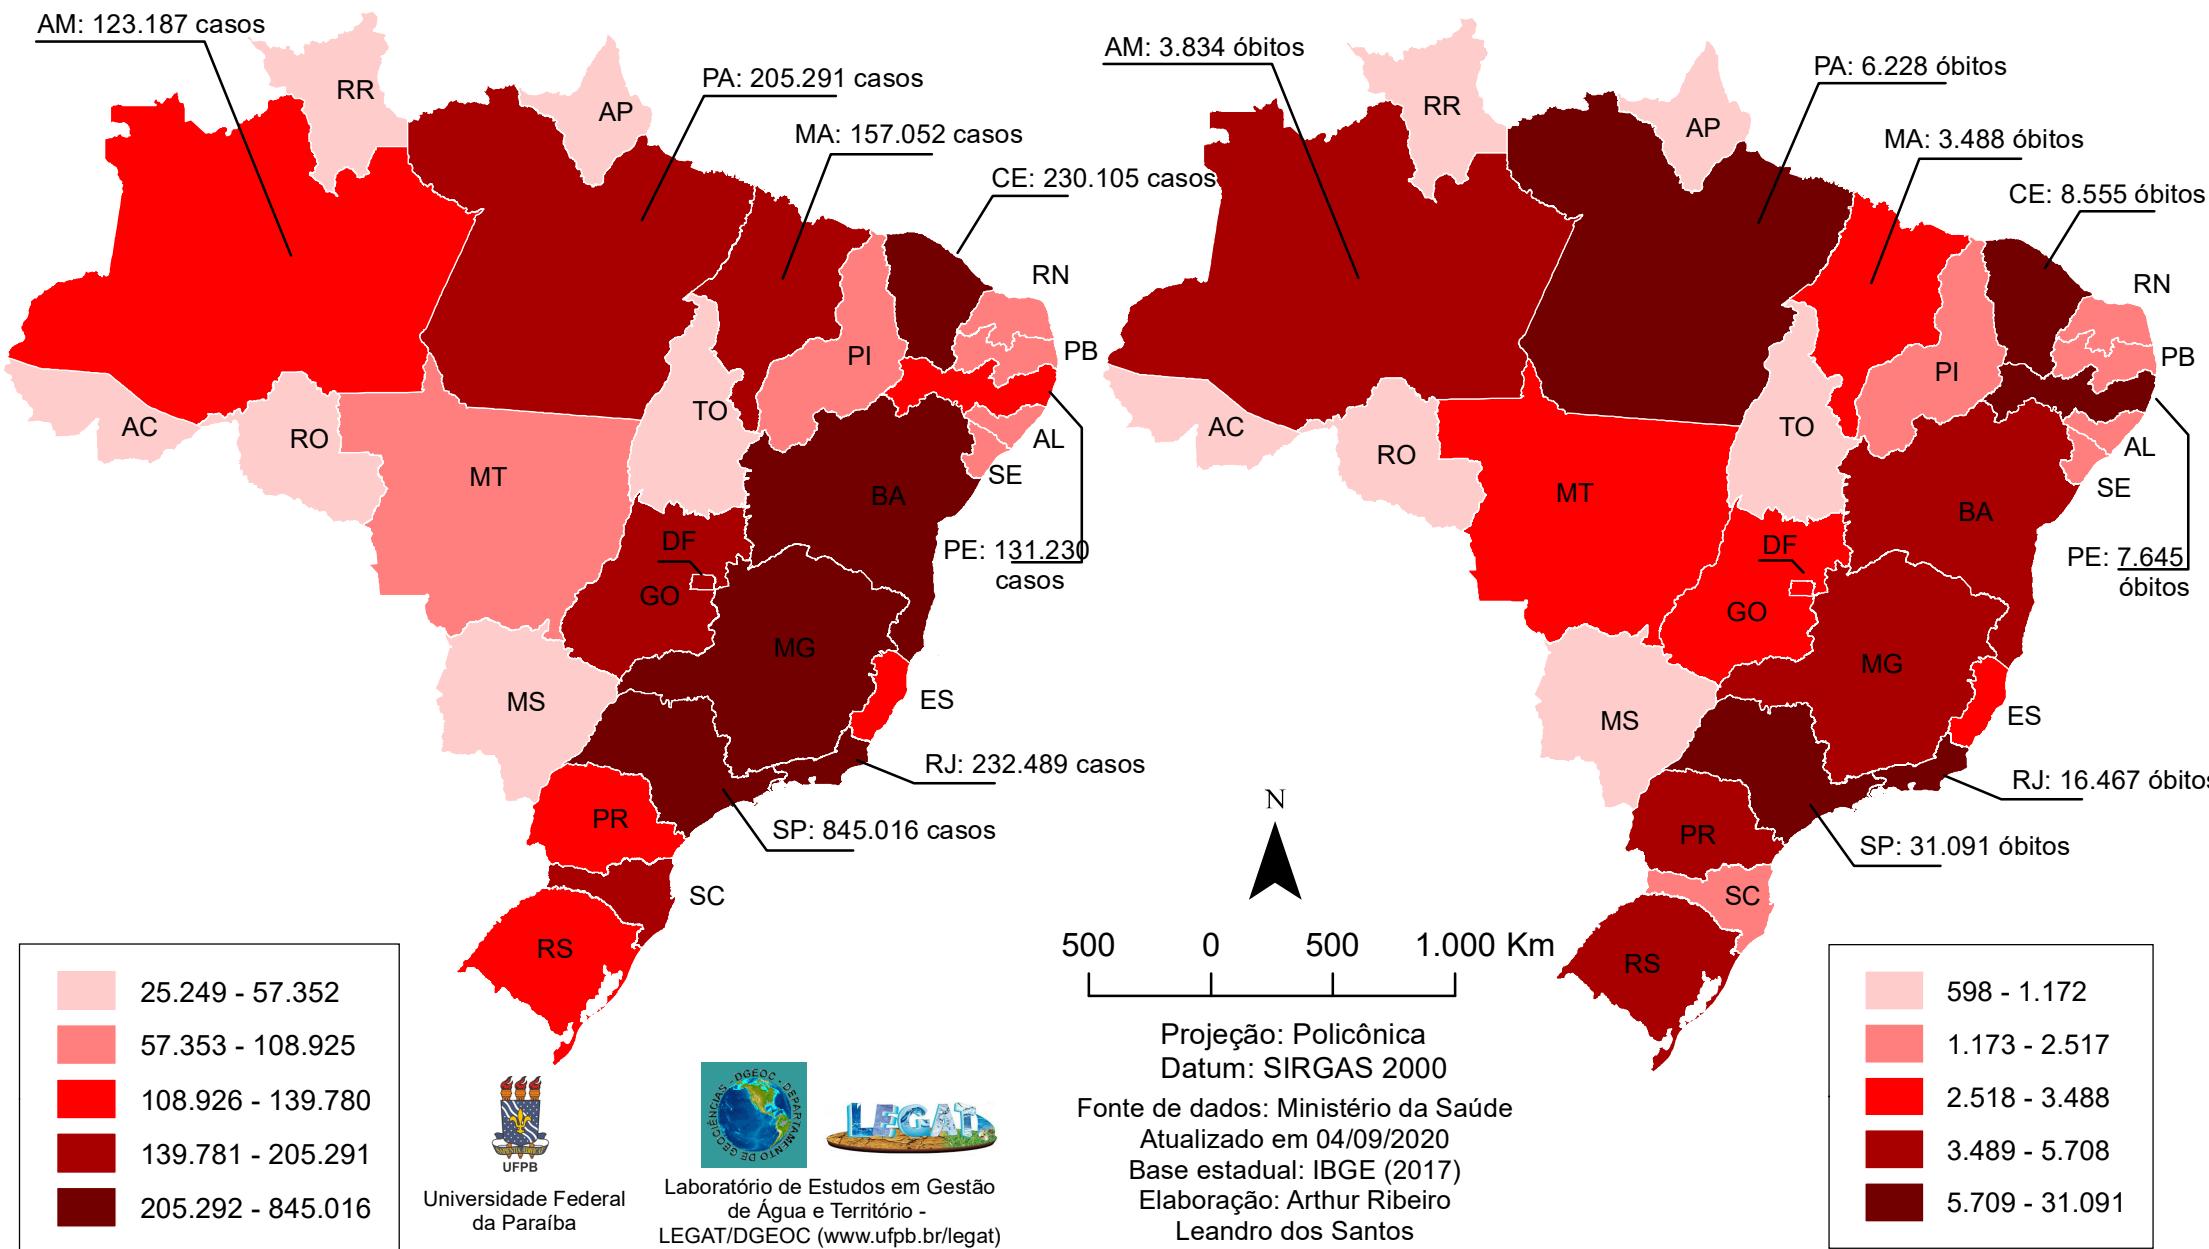 AM: 123.187 casos
RR
AP
PA: 205.291 casos
MA: 157.052 casos
CE: 230.105 casos
RN
PB
PI
TO
AC
RO
AL
SE
MT
BA
DF
PE: 131.230
casos
GO
MG
MS
ES
RJ: 232.489 casos
PR
SP: 845.016 casos
SC
RS
25.249 - 57.352
57.353 - 108.925
108.926 - 139.780
139.781 - 205.291
205.292 - 845.016
AM: 3.834 óbitos
RR
AP
PA: 6.228 óbitos
MA: 3.488 óbitos
CE: 8.555 óbitos
RN
PB
PI
TO
AC
RO
AL
SE
MT
BA
DF
PE: 7.645
óbitos
GO
MG
MS
ES
RJ: 16.467 óbitos
PR
SP: 31.091 óbitos
SC
RS
598 - 1.172
1.173 - 2.517
2.518 - 3.488
3.489 - 5.708
5.709 - 31.091
N
500 0 500 1.000 Km
Projeção: Policônica
Datum: SIRGAS 2000
Fonte de dados: Ministério da Saúde
Atualizado em 04/09/2020
Base estadual: IBGE (2017)
Elaboração: Arthur Ribeiro
Leandro dos Santos
UFPB
Universidade Federal
da Paraíba
DGEOC - DEPARTAMENTO DE GEOCIÊNCIAS -
LEGAT
Laboratório de Estudos em Gestão
de Água e Território -
LEGAT/DGEOC (www.ufpb.br/legat)